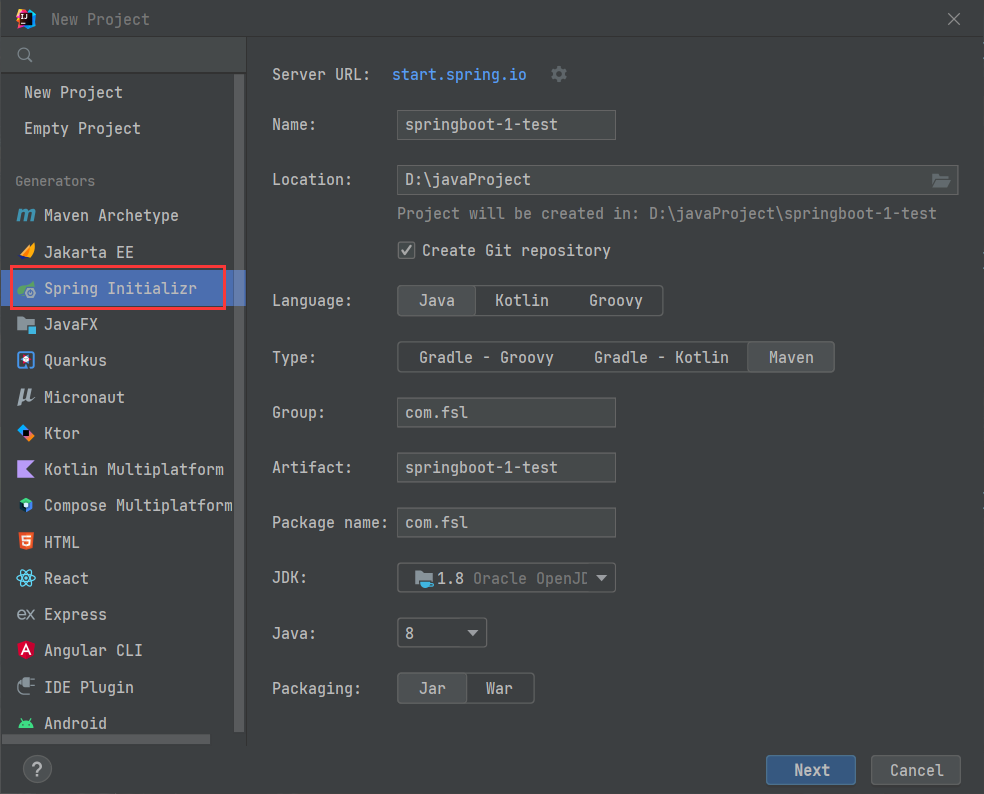 New Project
New Project
Empty Project
Generators
Maven Archetype
Jakarta EE
Spring Initializr
JavaFX
Quarkus
Micronaut
Ktor
Kotlin Multiplatform
Compose Multiplatform
HTML
React
ex Express
Angular CLI
IDE Plugin
Android
Server URL: start.spring.io
Name: springboot-1-test
Location: D:\javaProject
Project will be created in: D:\javaProject\springboot-1-test
Create Git repository
Language: Java Kotlin Groovy
Type: Gradle - Groovy Gradle - Kotlin Maven
Group: com.fsl
Artifact: springboot-1-test
Package name: com.fsl
JDK: 1.8 Oracle OpenJD
Java: 8
Packaging: Jar War
? Next Cancel